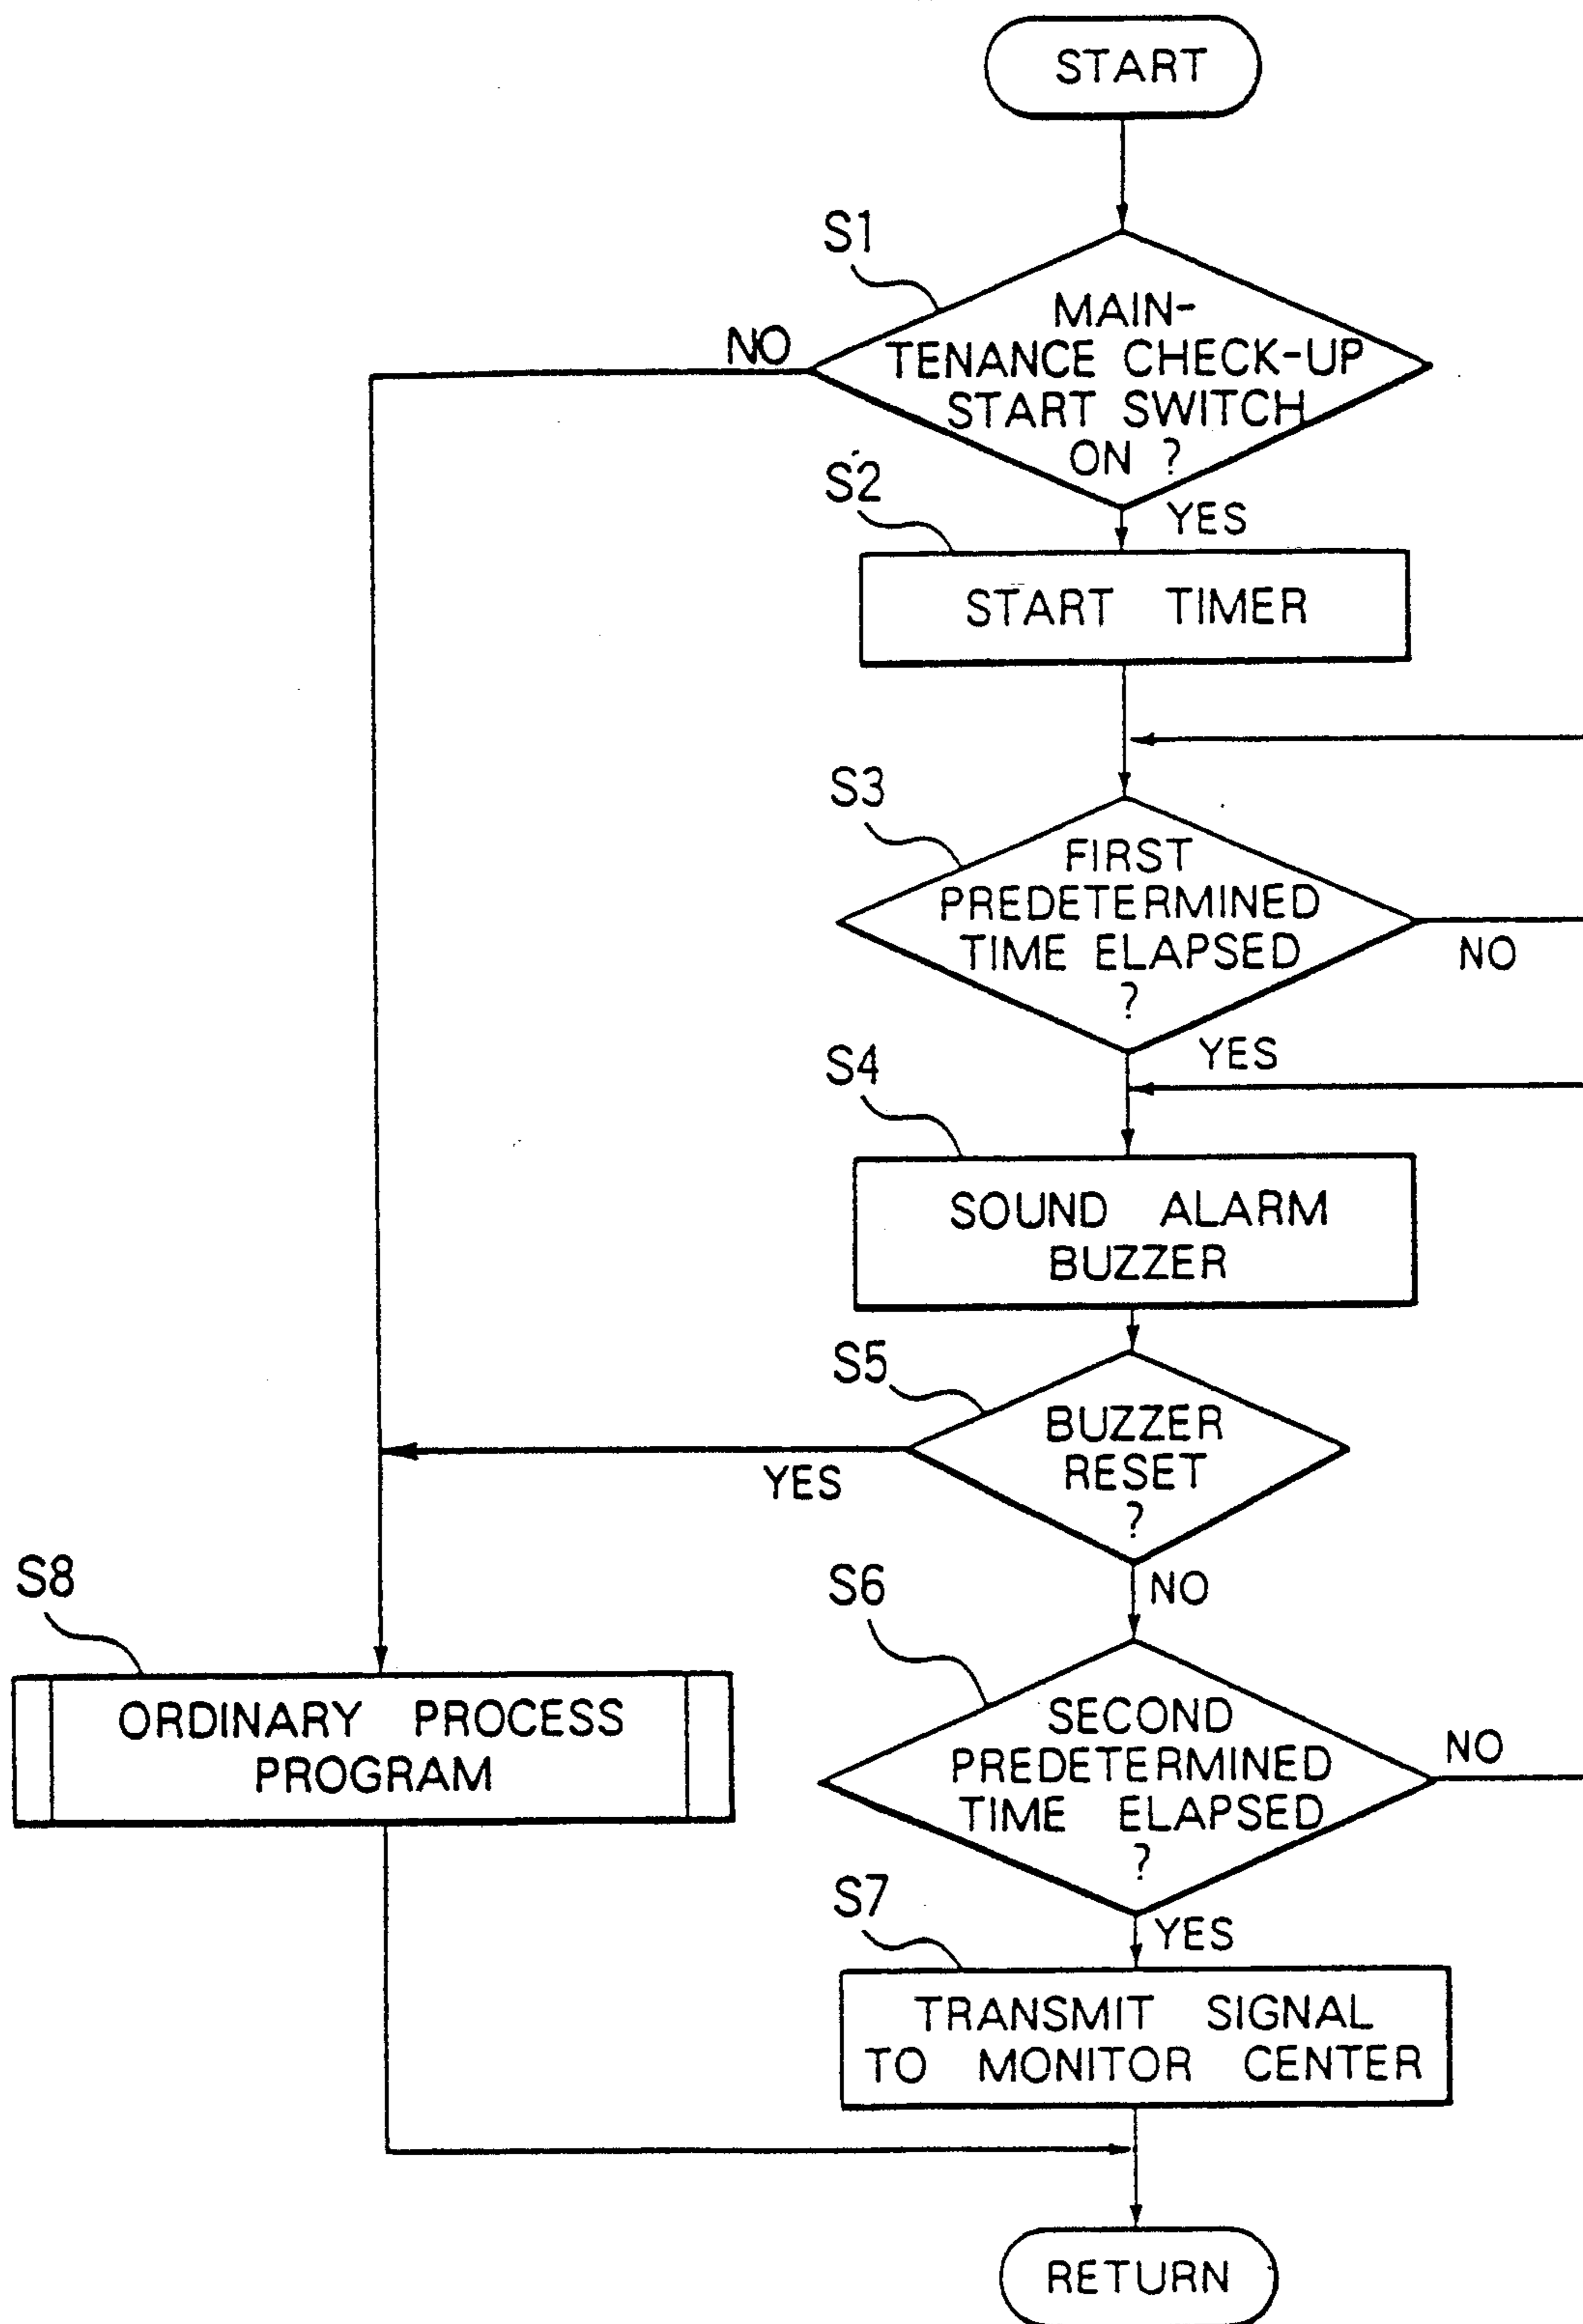 START
S1
MAIN-
TENANCE CHECK-UP
START SWITCH
ON ?
NO
YES
S2
START TIMER
S3
FIRST
PREDETERMINED
TIME ELAPSED
?
NO
YES
S4
SOUND ALARM
BUZZER
S5
BUZZER
RESET
?
YES
NO
S8
ORDINARY PROCESS
PROGRAM
S6
SECOND
PREDETERMINED
TIME ELAPSED
?
NO
YES
S7
TRANSMIT SIGNAL
TO MONITOR CENTER
RETURN